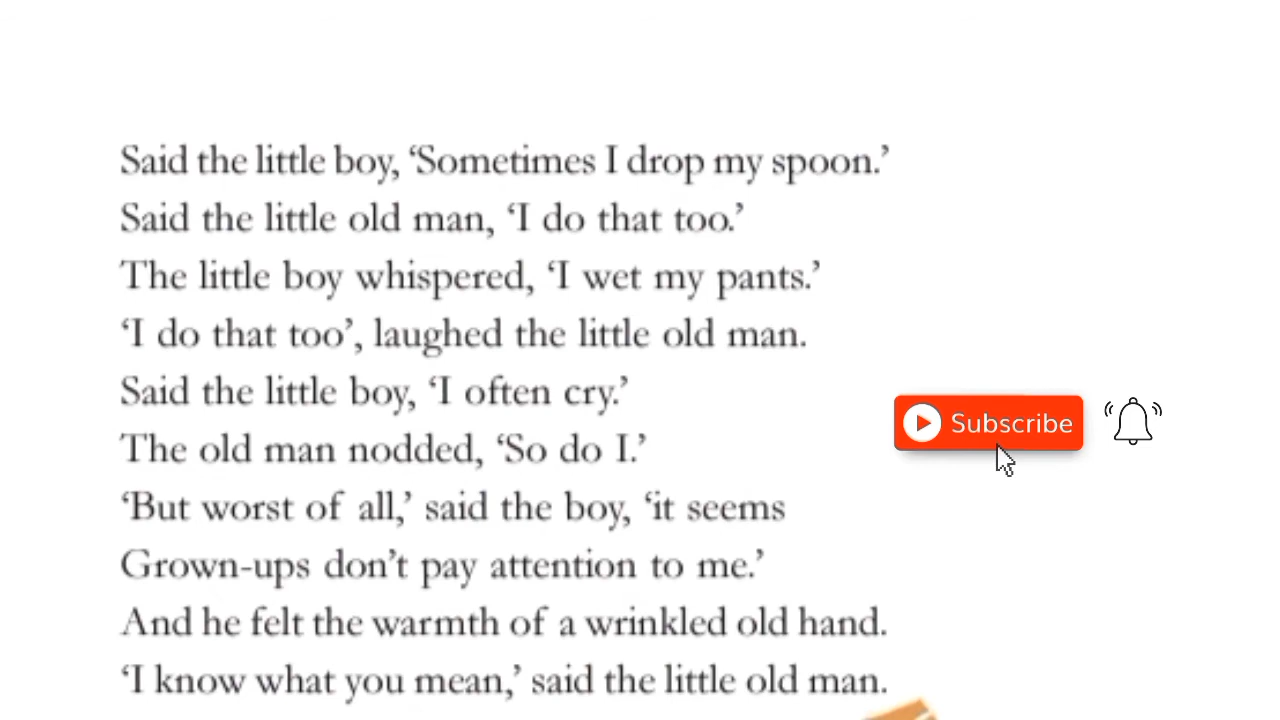 Said the little boy, ‘Sometimes I drop my spoon.’
Said the little old man, ‘I do that too.’
The little boy whispered, ‘I wet my pants.’
‘I do that too’, laughed the little old man.
Said the little boy, ‘I often cry.’
The old man nodded, ‘So do I.’
‘But worst of all,’ said the boy, ‘it seems
Grown-ups don’t pay attention to me.’
And he felt the warmth of a wrinkled old hand.
‘I know what you mean,’ said the little old man.
Subscribe